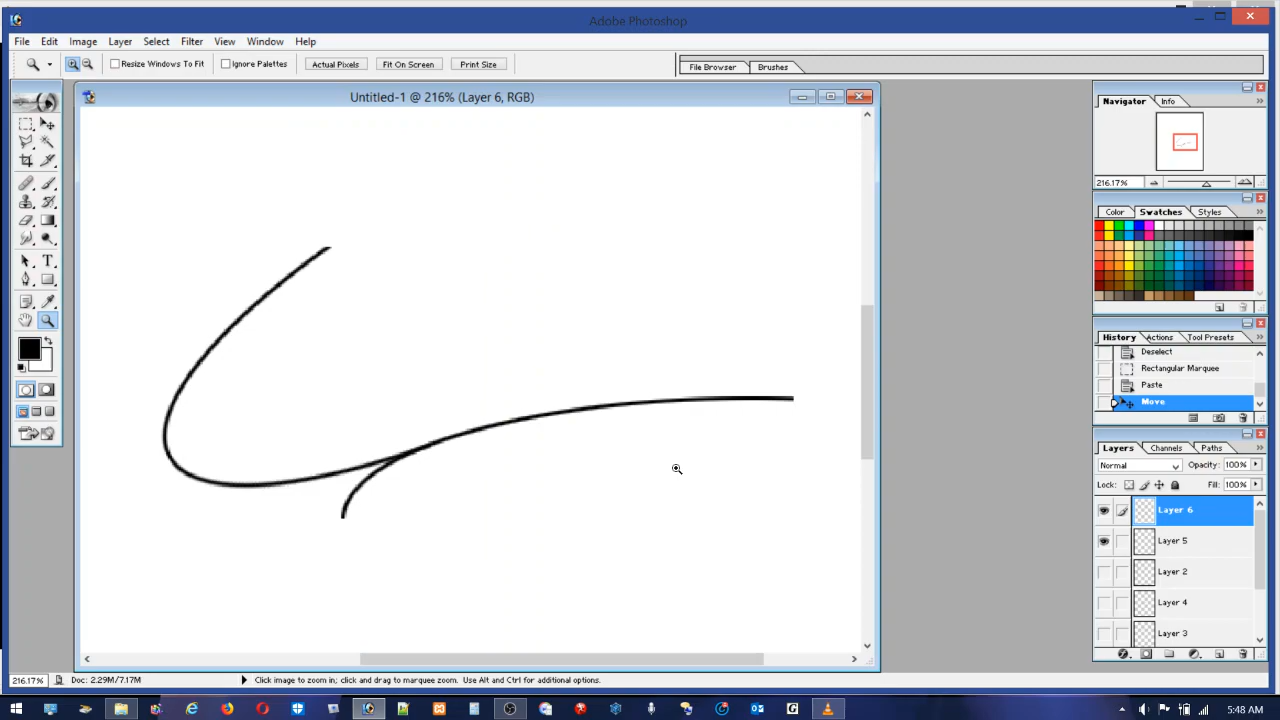 Adobe Photoshop
File Edit Image Layer Select Filter View Window Help
Resize Windows To Fit Ignore Palettes Actual Pixels Fit On Screen Print Size File Browser Brushes
Untitled-1 @ 216% (Layer 6, RGB)
Navigator Info
216.17%
Color Swatches Styles
History Actions Tool Presets
Deselect
Rectangular Marquee
Paste
Move
Layers Channels Paths
Normal Opacity: 100%
Lock: Fill: 100%
Layer 6
Layer 5
Layer 2
Layer 4
Layer 3
216.17% Doc: 2.29M/7.17M Click image to zoom in; click and drag to marquee zoom. Use Alt and Ctrl for additional options.
5:48 AM